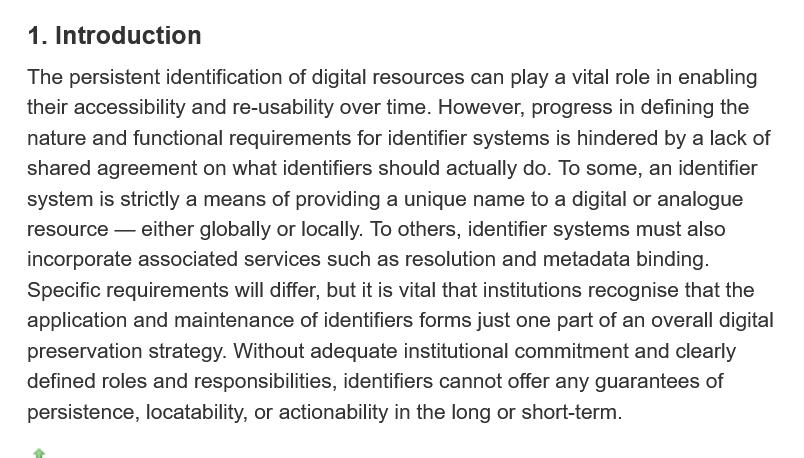 1. Introduction
The persistent identification of digital resources can play a vital role in enabling
their accessibility and re-usability over time. However, progress in defining the
nature and functional requirements for identifier systems is hindered by a lack of
shared agreement on what identifiers should actually do. To some, an identifier
system is strictly a means of providing a unique name to a digital or analogue
resource — either globally or locally. To others, identifier systems must also
incorporate associated services such as resolution and metadata binding.
Specific requirements will differ, but it is vital that institutions recognise that the
application and maintenance of identifiers forms just one part of an overall digital
preservation strategy. Without adequate institutional commitment and clearly
defined roles and responsibilities, identifiers cannot offer any guarantees of
persistence, locatability, or actionability in the long or short-term.